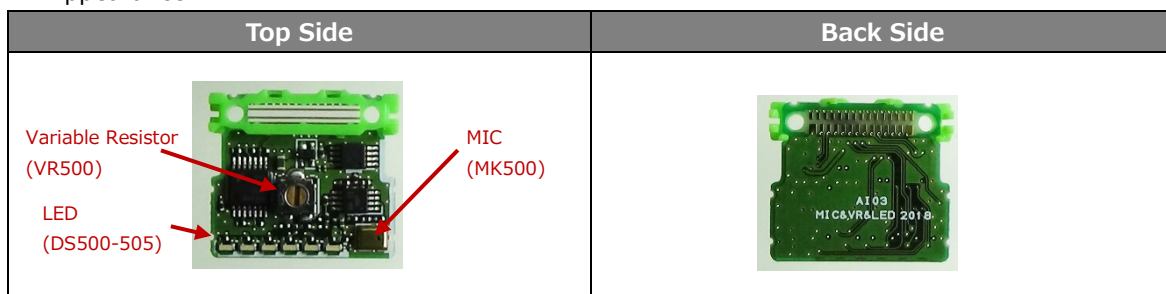 Top Side
Back Side
Variable Resistor
(VR500)
MIC
(MK500)
LED
(DS500-505)
AI03
MIC&VR&LED 2018